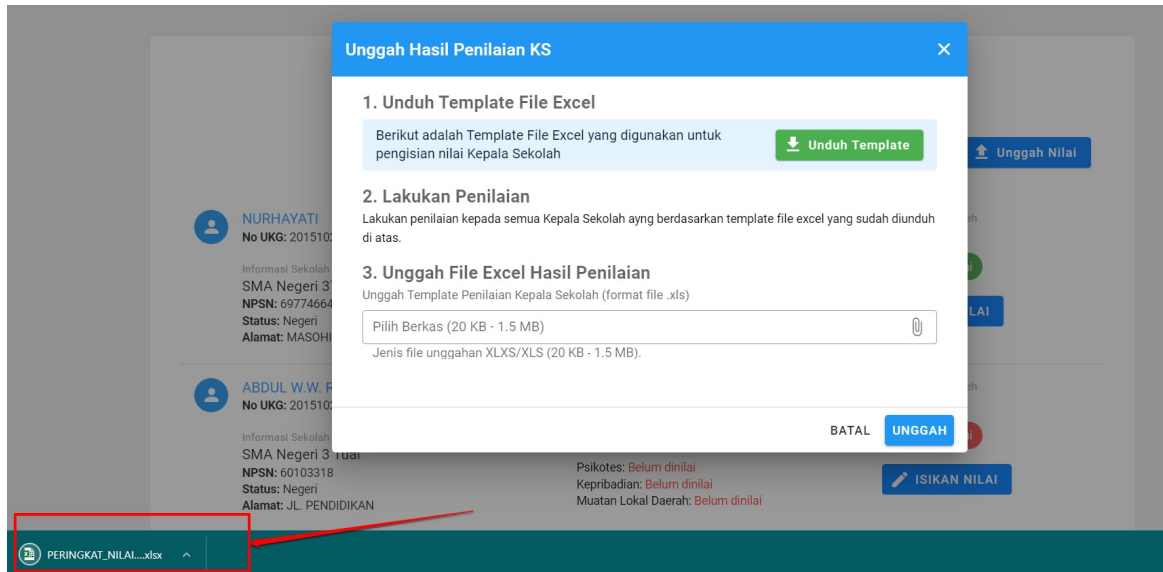 Unggah Hasil Penilaian KS
1. Unduh Template File Excel
Berikut adalah Template File Excel yang digunakan untuk
pengisian nilai Kepala Sekolah
Unduh Template
2. Lakukan Penilaian
Lakukan penilaian kepada semua Kepala Sekolah ayng berdasarkan template file excel yang sudah diunduh
di atas.
3. Unggah File Excel Hasil Penilaian
Unggah Template Penilaian Kepala Sekolah (format file .xls)
Pilih Berkas (20 KB - 1.5 MB)
Jenis file unggahan XLXS/XLS (20 KB - 1.5 MB).
BATAL
UNGGAH
Unggah Nilai
NURHAYATI
No UKG: 201510
Informasi Sekolah
SMA Negeri 3
NPSN: 69774664
Status: Negeri
Alamat: MASOHI
LAI
ABDUL W.W.
No UKG: 201510
Informasi Sekolah
SMA Negeri 3 Tual
NPSN: 60103318
Status: Negeri
Alamat: JL. PENDIDIKAN
Psikotes: Belum dinilai
Kepribadian: Belum dinilai
Muatan Lokal Daerah: Belum dinilai
ISIKAN NILAI
PERINGKAT_NILAI....xlsx